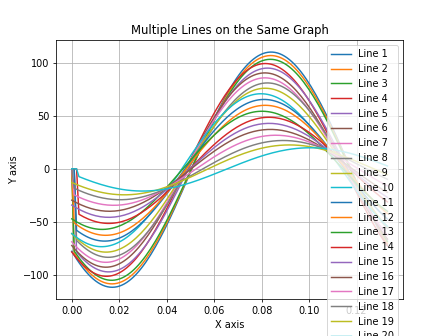 Multiple Lines on the Same Graph
Y axis
100
50
0
−50
−100
0.00
0.02
0.04
0.06
0.08
0.10
X axis
Line 1
Line 2
Line 3
Line 4
Line 5
Line 6
Line 7
Line 8
Line 9
Line 10
Line 11
Line 12
Line 13
Line 14
Line 15
Line 16
Line 17
Line 18
Line 19
Line 20